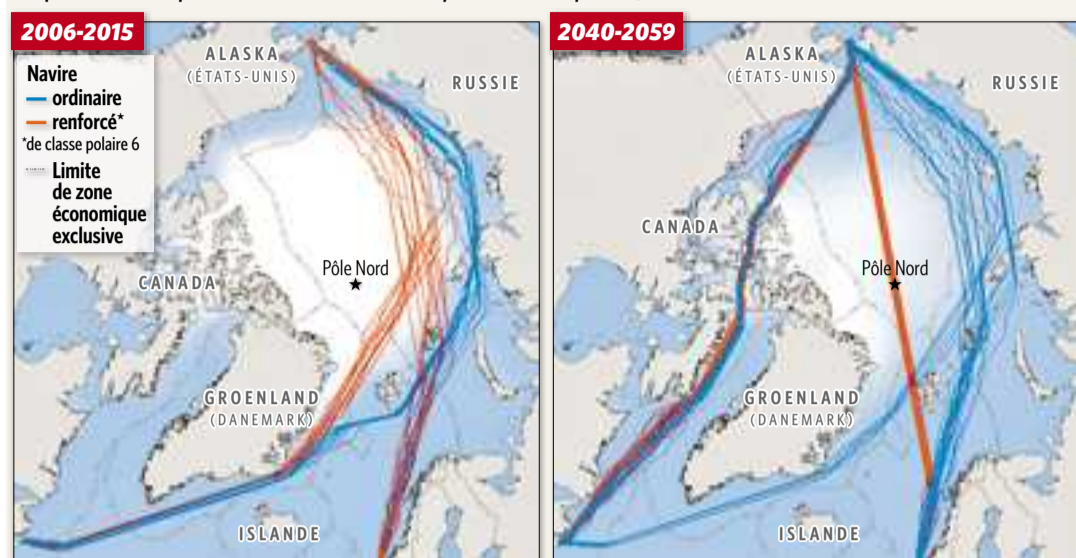 2006-2015
Navire
ordinaire
renforcé*
*de classe polaire 6
Limite
de zone
économique
exclusive
ALASKA
(ÉTATS-UNIS)
RUSSIE
Pôle Nord
CANADA
GROENLAND
(DANEMARK)
ISLANDE
2040-2059
ALASKA
(ÉTATS-UNIS)
RUSSIE
CANADA
Pôle Nord
GROENLAND
(DANEMARK)
ISLANDE